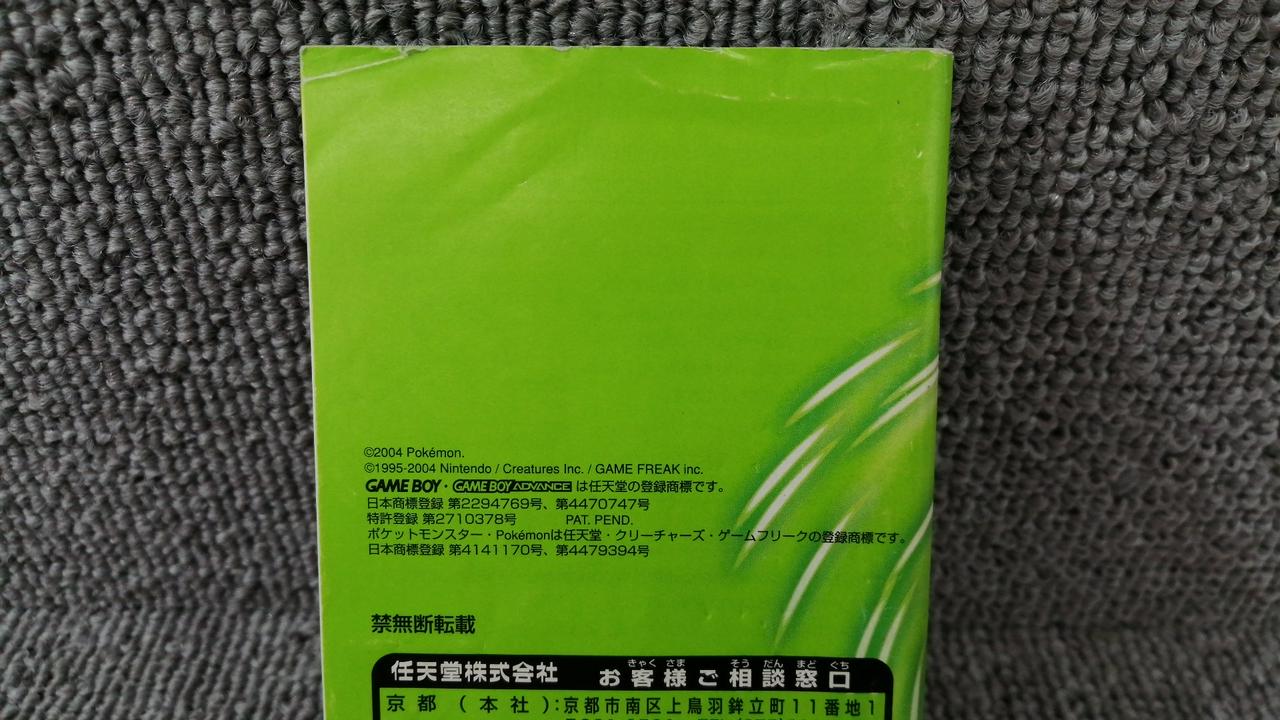 ©2004 Pokémon.
©1995-2004 Nintendo / Creatures Inc. / GAME FREAK inc.
GAME BOY・GAME BOY ADVANCE は任天堂の登録商標です。
日本商標登録 第2294769号、第4470747号
特許登録 第2710378号 PAT. PEND.
ポケットモンスター・Pokémonは任天堂・クリーチャーズ・ゲームフリークの登録商標です。
日本商標登録 第4141170号、第4479394号
禁無断転載
きゃく さま そう だん まど ぐち
任天堂株式会社 お客様ご相談窓口
京都(本社):京都市南区上鳥羽鉾立町11番地1